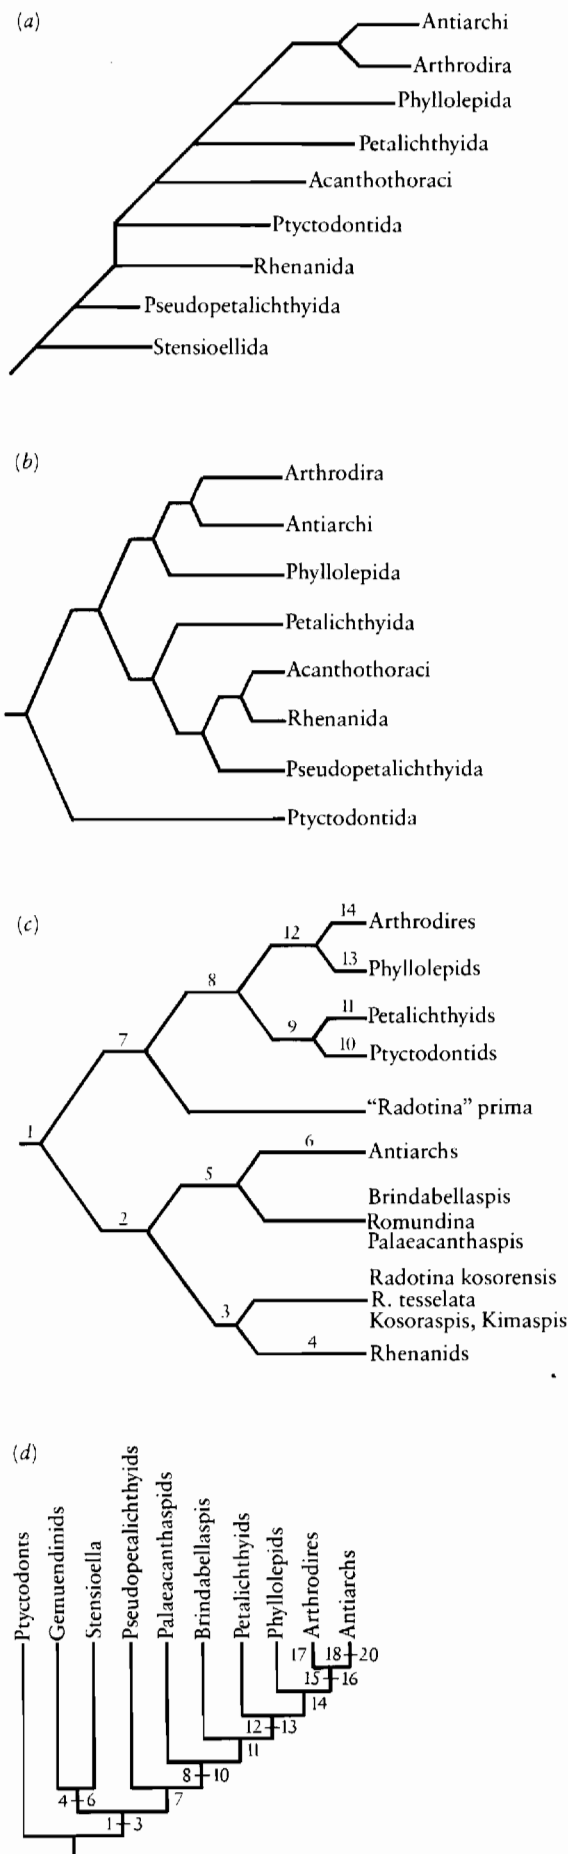 (a)
Antiarchi
Arthrodira
Phyllolepida
Petalichthyida
Acanthothoraci
Ptyctodontida
Rhenanida
Pseudopetalichthyida
Stensioellida
(b)
Arthrodira
Antiarchi
Phyllolepida
Petalichthyida
Acanthothoraci
Rhenanida
Pseudopetalichthyida
Ptyctodontida
(c)
14 Arthrodires
12
13 Phyllolepids
8
11 Petalichthyids
9
10 Ptyctodontids
7
"Radotina" prima
1
6 Antiarchs
5
Brindabellaspis
Romundina
Palaeacanthaspis
2
Radotina kosorensis
R. tesselata
Kosoraspis, Kimaspis
3
4 Rhenanids
(d)
Ptyctodonts
Gemuendinids
Stensioella
Pseudopetalichthyids
Palaeacanthaspids
Brindabellaspis
Petalichthyids
Phyllolepids
Arthrodires
Antiarchs
17 18 20
15 16
14
12 13
11
8 10
4 6 7
1 3